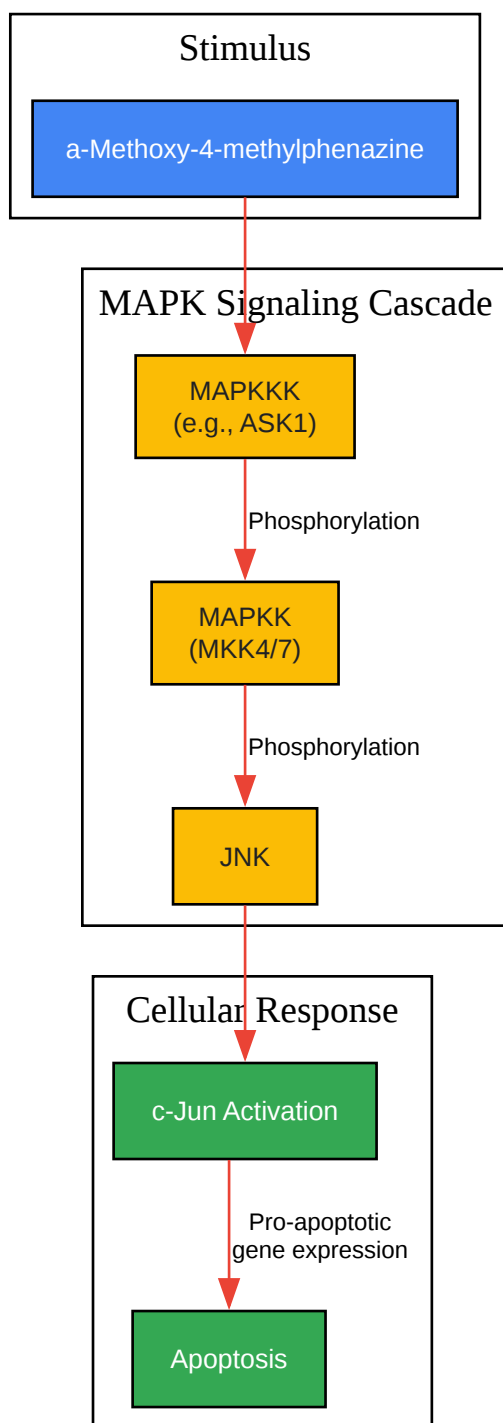 Stimulus
a-Methoxy-4-methylphenazine
MAPK Signaling Cascade
MAPKKK
(e.g., ASK1)
Phosphorylation
MAPKK
(MKK4/7)
Phosphorylation
JNK
Cellular Response
c-Jun Activation
Pro-apoptotic
gene expression
Apoptosis